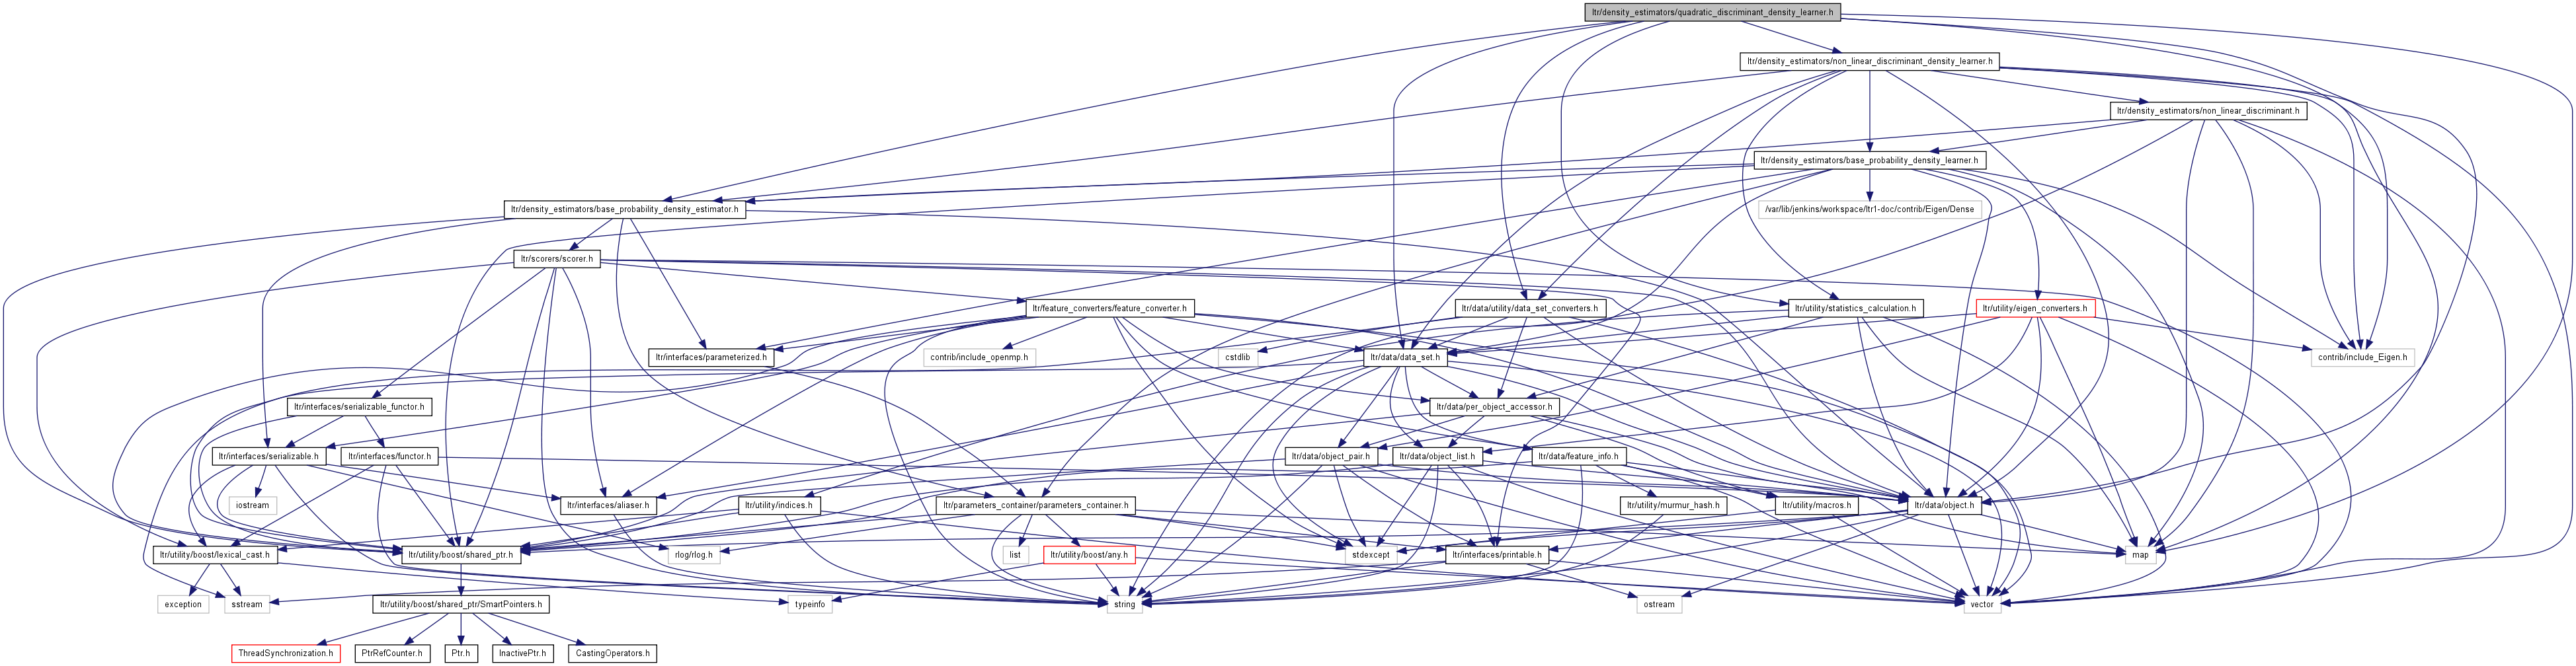 ltr/density_estimators/quadratic_discriminant_density_learner.h
ltr/density_estimators/non_linear_discriminant_density_learner.h
ltr/density_estimators/non_linear_discriminant.h
ltr/density_estimators/base_probability_density_learner.h
ltr/density_estimators/base_probability_density_estimator.h
/var/lib/jenkins/workspace/ltr1-doc/contrib/Eigen/Dense
ltr/scorers/scorer.h
ltr/feature_converters/feature_converter.h
ltr/data/utility/data_set_converters.h
ltr/utility/statistics_calculation.h
ltr/utility/eigen_converters.h
ltr/interfaces/parameterized.h
contrib/include_openmp.h
cstdlib
ltr/data/data_set.h
contrib/include_Eigen.h
ltr/interfaces/serializable_functor.h
ltr/data/per_object_accessor.h
ltr/interfaces/serializable.h
ltr/interfaces/functor.h
ltr/data/object_pair.h
ltr/data/object_list.h
ltr/data/feature_info.h
iostream
ltr/interfaces/aliaser.h
ltr/utility/indices.h
ltr/parameters_container/parameters_container.h
ltr/utility/murmur_hash.h
ltr/utility/macros.h
ltr/data/object.h
ltr/utility/boost/lexical_cast.h
ltr/utility/boost/shared_ptr.h
rlog/rlog.h
list
ltr/utility/boost/any.h
stdexcept
ltr/interfaces/printable.h
map
exception
sstream
ltr/utility/boost/shared_ptr/SmartPointers.h
typeinfo
string
ostream
vector
ThreadSynchronization.h
PtrRefCounter.h
Ptr.h
InactivePtr.h
CastingOperators.h